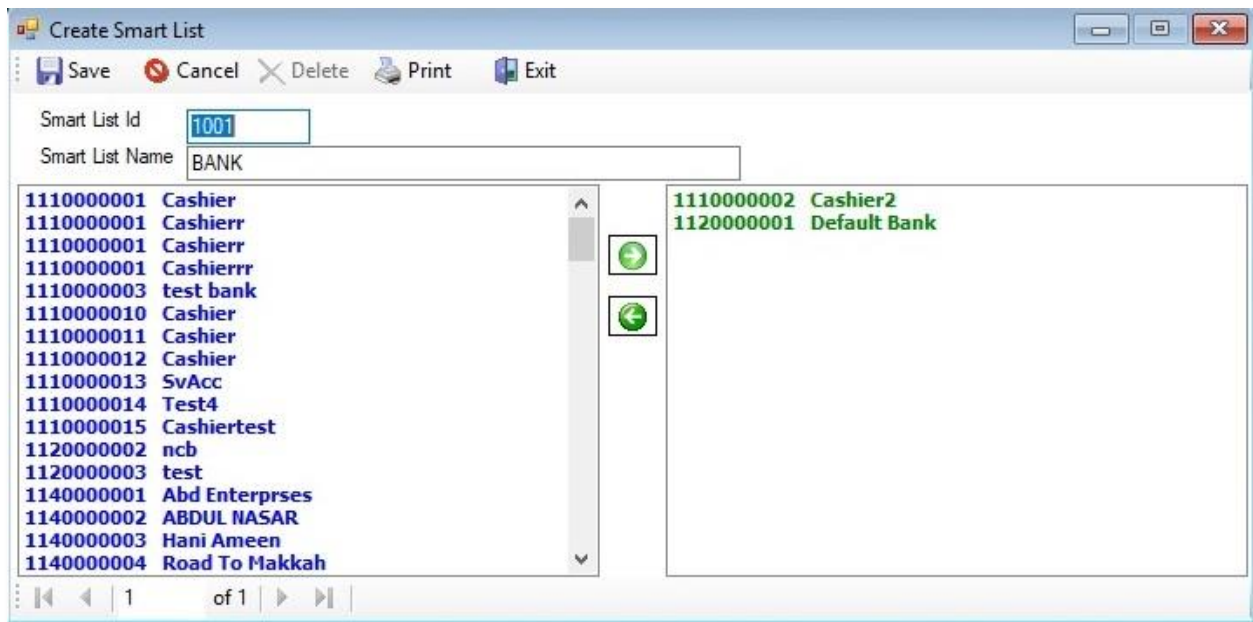 Create Smart List
Save Cancel Delete Print Exit
Smart List Id 1001
Smart List Name BANK
1110000001 Cashier
1110000001 Cashierr
1110000001 Cashierr
1110000001 Cashierrr
1110000003 test bank
1110000010 Cashier
1110000011 Cashier
1110000012 Cashier
1110000013 SvAcc
1110000014 Test4
1110000015 Cashiertest
1120000002 ncb
1120000003 test
1140000001 Abd Enterprses
1140000002 ABDUL NASAR
1140000003 Hani Ameen
1140000004 Road To Makkah
1110000002 Cashier2
1120000001 Default Bank
1 of 1